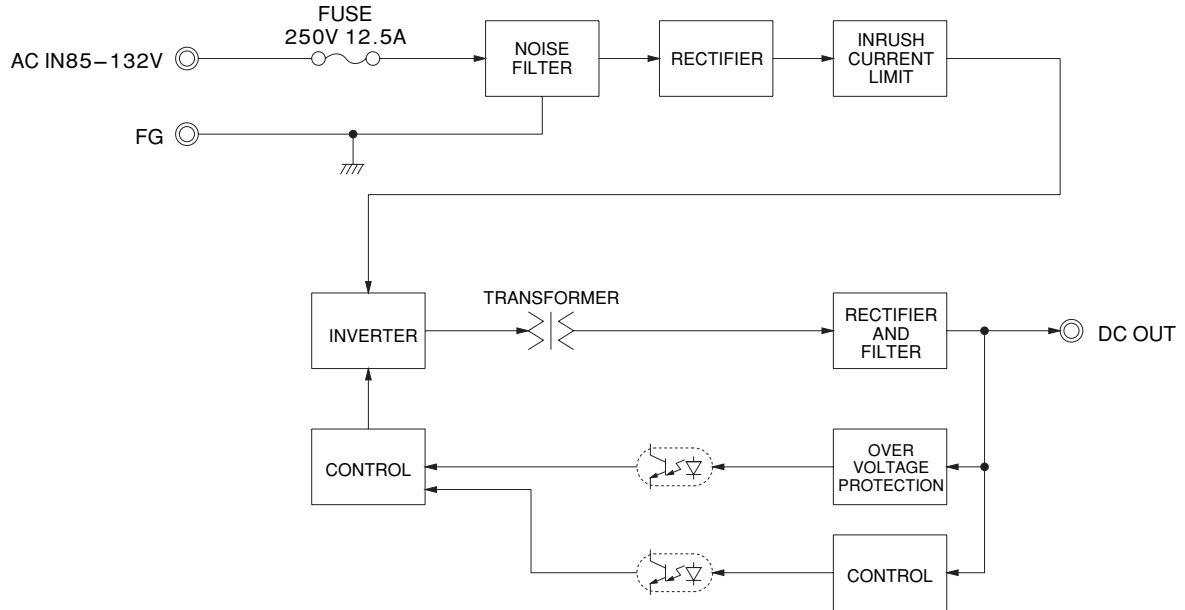 FUSE
250V 12.5A
AC IN85−132V
NOISE
FILTER
RECTIFIER
INRUSH
CURRENT
LIMIT
FG
INVERTER
TRANSFORMER
RECTIFIER
AND
FILTER
DC OUT
CONTROL
OVER
VOLTAGE
PROTECTION
CONTROL